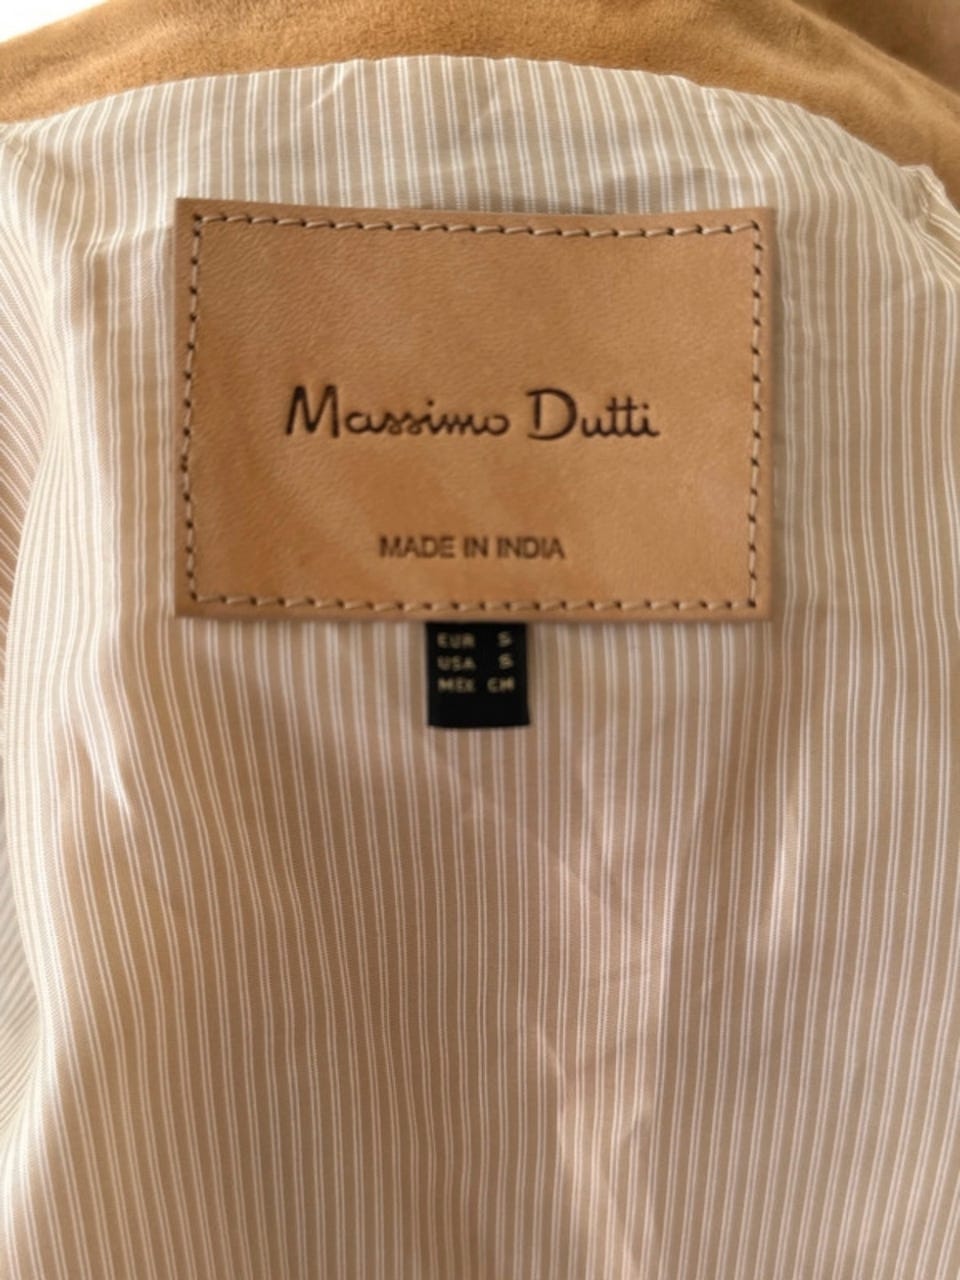 Massimo Dutti
MADE IN INDIA
EUR S
USA S
MEX CH